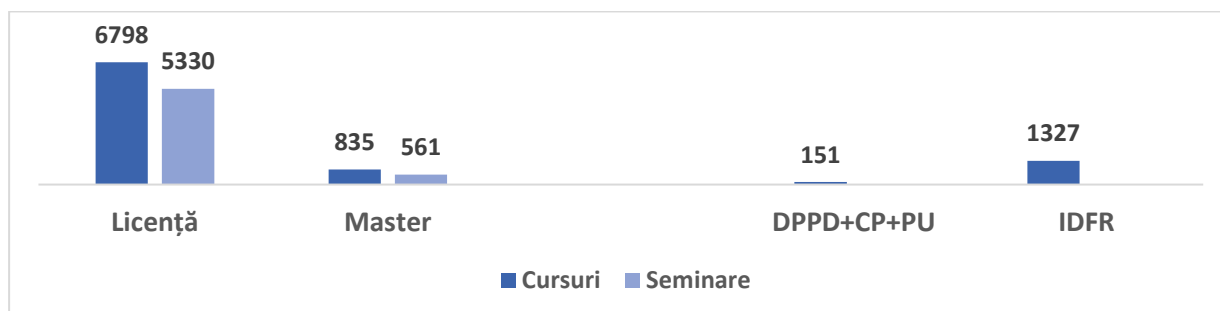 6798
5330
835
561
151
1327
Licență
Master
DPPD+CP+PU
IDFR
Cursuri
Seminare